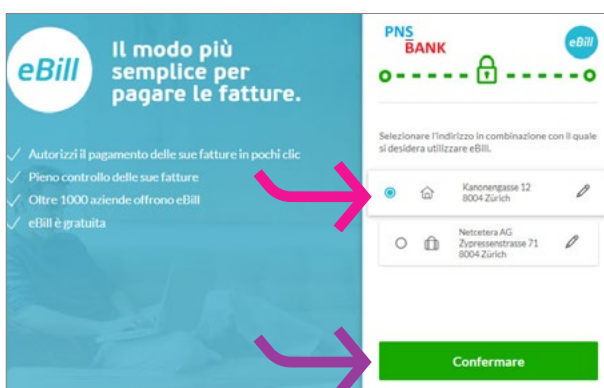 eBill
Il modo più
semplice per
pagare le fatture.
Autorizzi il pagamento delle sue fatture in pochi clic
Pieno controllo delle sue fatture
Oltre 1000 aziende offrono eBill
eBill è gratuita
PNS
BANK
eBill
Selezionare l'indirizzo in combinazione con il quale
si desidera utilizzare eBill.
Kanonengasse 12
8004 Zürich
Netcetera AG
Zypressenstrasse 71
8004 Zürich
Confermare